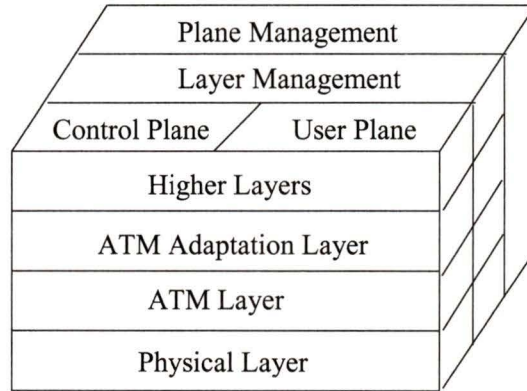 Plane Management
Layer Management
Control Plane User Plane
Higher Layers
ATM Adaptation Layer
ATM Layer
Physical Layer